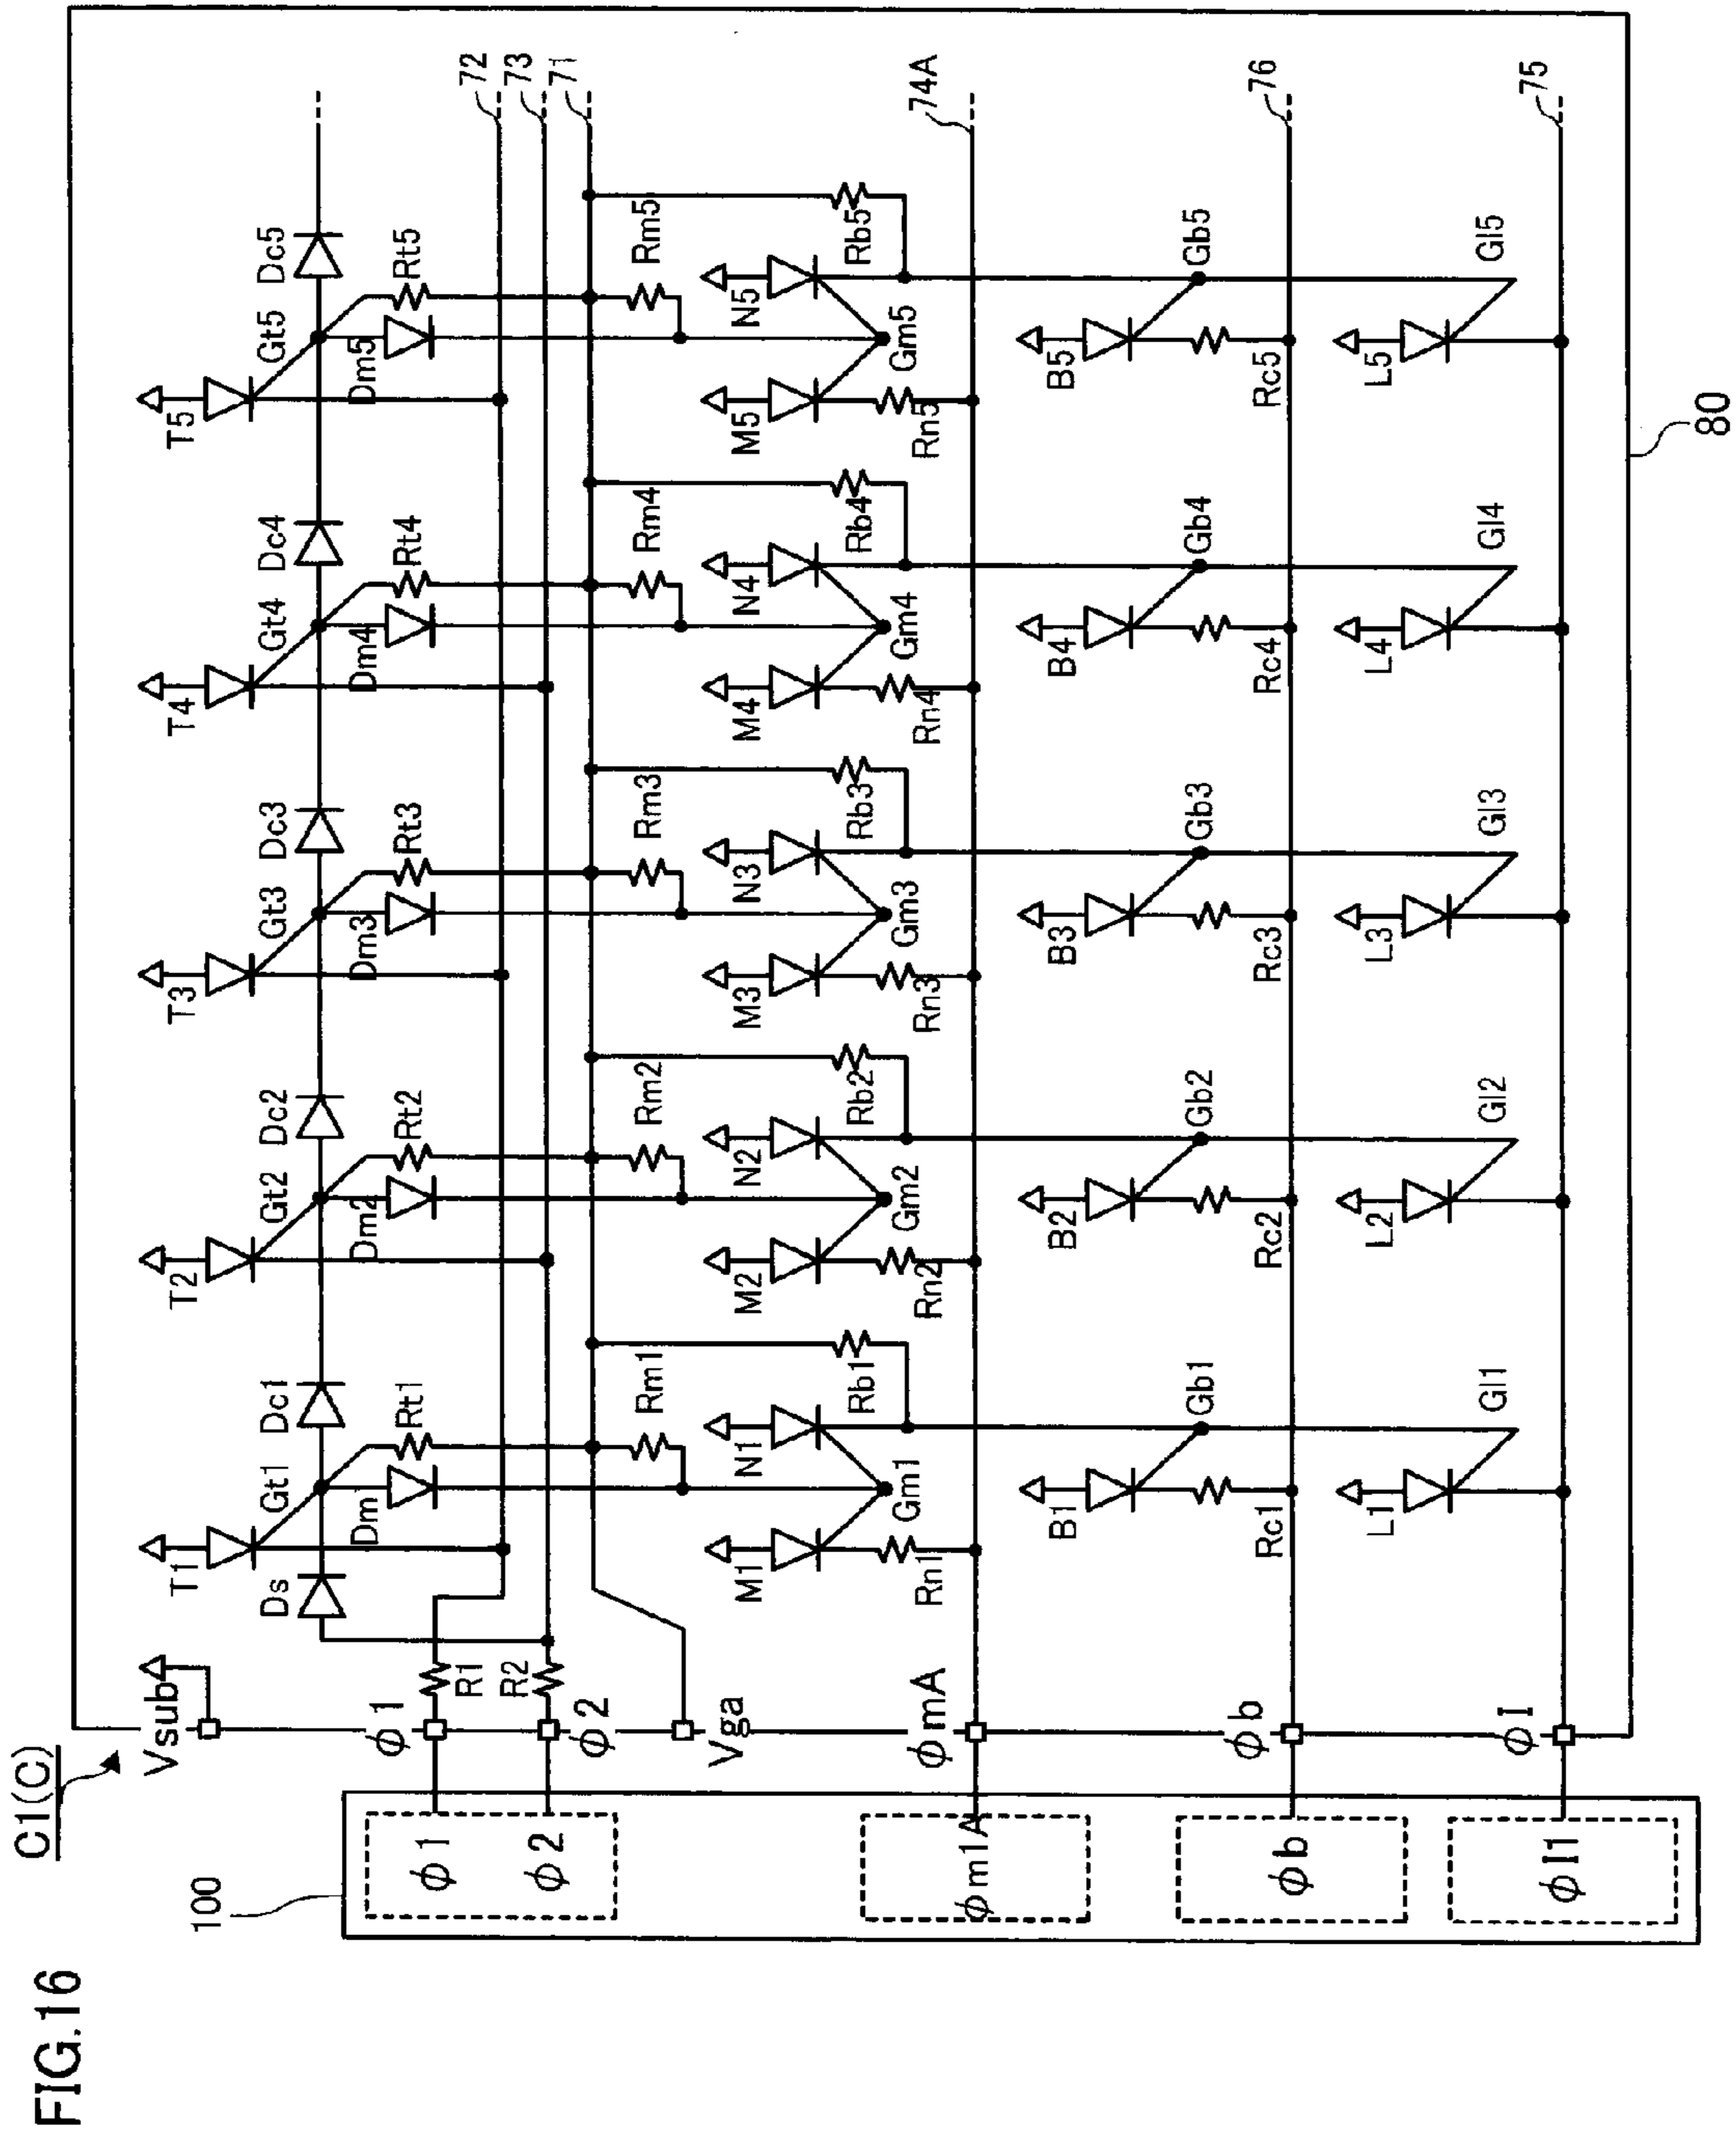 FIG.16
C1(C)
100
Vsub
φ1
φ2
Vga
φmA
φb
φI
φ1
φ2
φm1A
φb
φI1
R1
R2
Ds
T1
T2
T3
T4
T5
Gt1
Gt2
Gt3
Gt4
Gt5
Dc1
Dc2
Dc3
Dc4
Dc5
Dm
Dm2
Dm3
Dm4
Dm5
Rt1
Rt2
Rt3
Rt4
Rt5
72
73
71
Rm1
Rm2
Rm3
Rm4
Rm5
M1
N1
M2
N2
M3
N3
M4
N4
M5
N5
Rb1
Rb2
Rb3
Rb4
Rb5
Rn1
Gm1
Rn2
Gm2
Rn3
Gm3
Rn4
Gm4
Rn5
Gm5
74A
B1
B2
B3
B4
B5
Gb1
Gb2
Gb3
Gb4
Gb5
Rc1
Rc2
Rc3
Rc4
Rc5
76
L1
L2
L3
L4
L5
Gl1
Gl2
Gl3
Gl4
Gl5
75
80